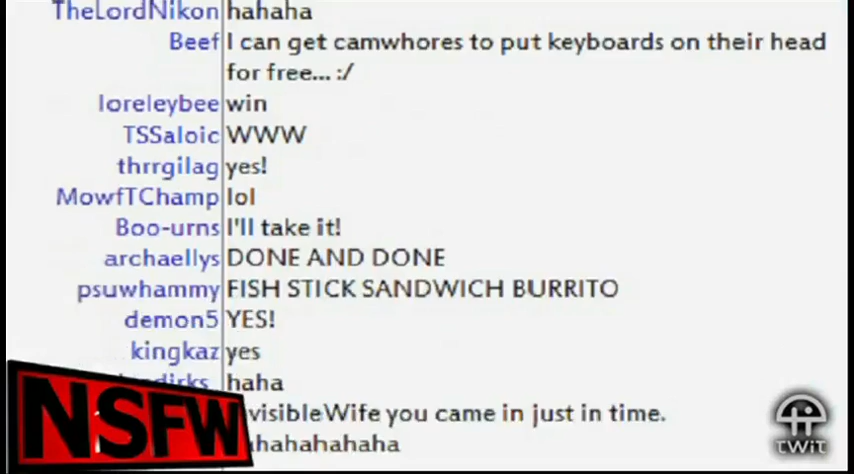 TheLordNikon hahaha
Beef I can get camwhores to put keyboards on their head
for free... :/
loreleybee win
TSSaloic WWW
thrrgilag yes!
MowfTChamp lol
Boo-urns I'll take it!
archaellys DONE AND DONE
psuwhammy FISH STICK SANDWICH BURRITO
demon5 YES!
kingkaz yes
haha
you came in just in time.
NSFW
TWiT